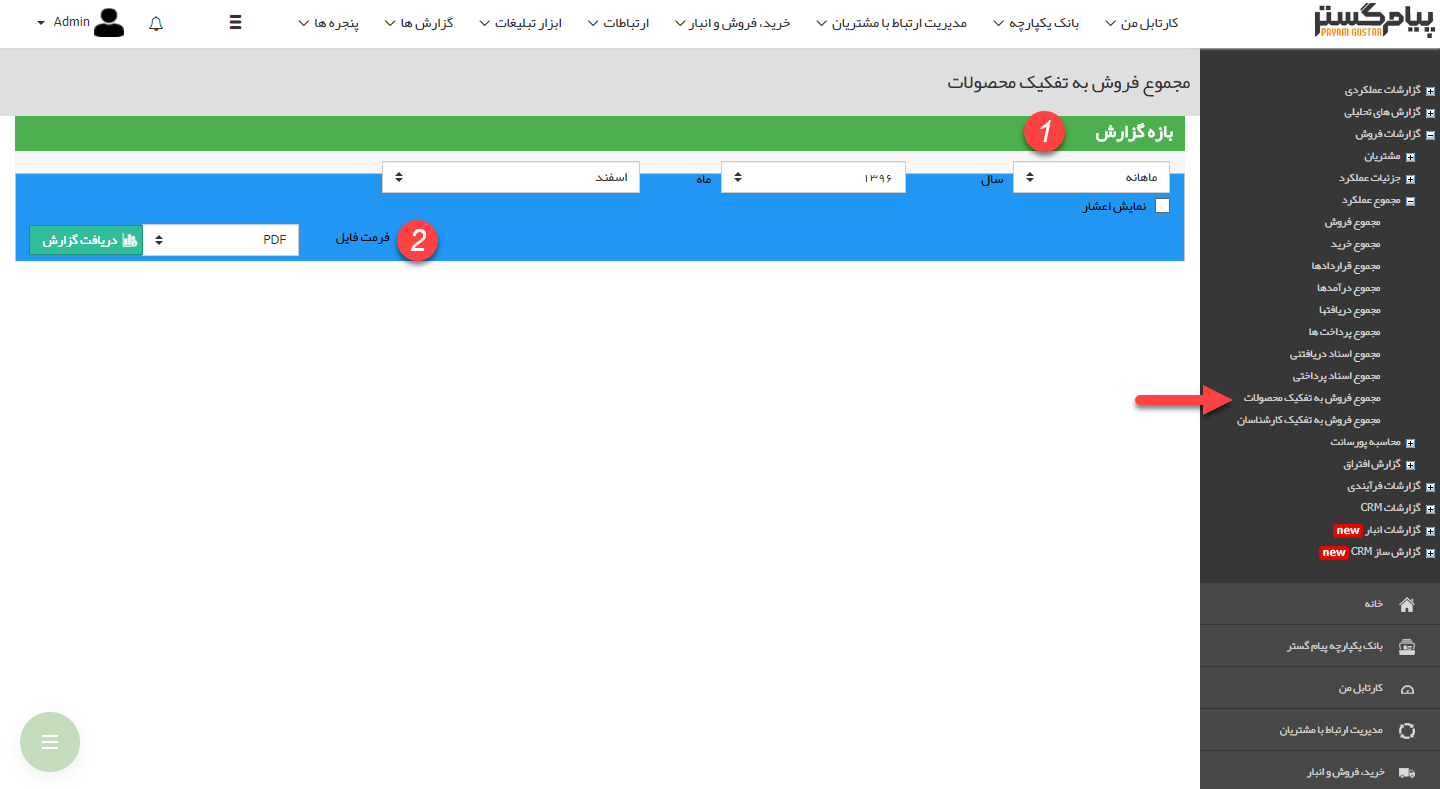 پیام‌گستر
PAYAM GOSTAR
کارتابل من
بانک یکپارچه
مدیریت ارتباط با مشتریان
خرید، فروش و انبار
ارتباطات
ابزار تبلیغات
گزارش ها
پنجره ها
Admin
مجموع فروش به تفکیک محصولات
بازه گزارش
1
ماهانه
سال
۱۳۹۶
ماه
اسفند
نمایش اعشار
2
فرمت فایل
PDF
دریافت گزارش
گزارشات عملکردی
گزارش های تحلیلی
گزارشات فروش
مشتریان
جزئیات عملکرد
مجموع عملکرد
مجموع فروش
مجموع خرید
مجموع قراردادها
مجموع درآمدها
مجموع دریافتها
مجموع پرداخت ها
مجموع اسناد دریافتنی
مجموع اسناد پرداختی
مجموع فروش به تفکیک محصولات
مجموع فروش به تفکیک کارشناسان
محاسبه پورسانت
گزارش افتراق
گزارشات فرآیندی
گزارشات CRM
گزارشات انبار new
گزارش ساز CRM new
خانه
بانک یکپارچه پیام گستر
کارتابل من
مدیریت ارتباط با مشتریان
خرید، فروش و انبار